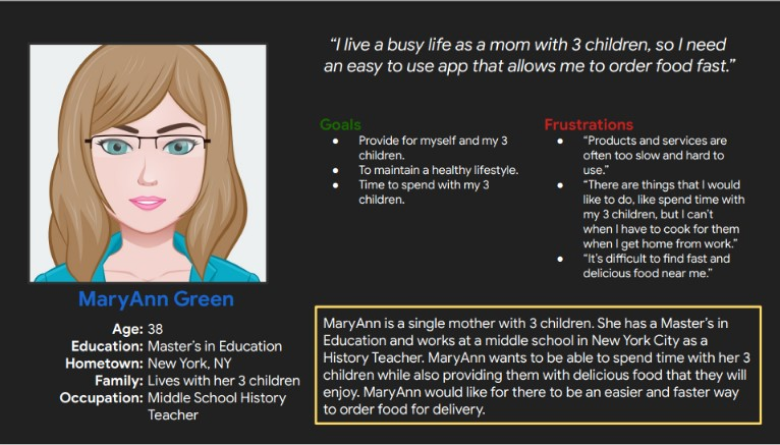 “I live a busy life as a mom with 3 children, so I need
an easy to use app that allows me to order food fast.”
Goals
● Provide for myself and my 3
children.
● To maintain a healthy lifestyle.
● Time to spend with my 3
children.
Frustrations
● “Products and services are
often too slow and hard to
use.”
● “There are things that I would
like to do, like spend time with
my 3 children, but I can’t
when I have to cook for them
when I get home from work.”
● “It’s difficult to find fast and
delicious food near me.”
MaryAnn Green
Age: 38
Education: Master’s in Education
Hometown: New York, NY
Family: Lives with her 3 children
Occupation: Middle School History
Teacher
MaryAnn is a single mother with 3 children. She has a Master’s in
Education and works at a middle school in New York City as a
History Teacher. MaryAnn wants to be able to spend time with her 3
children while also providing them with delicious food that they will
enjoy. MaryAnn would like for there to be an easier and faster way
to order food for delivery.